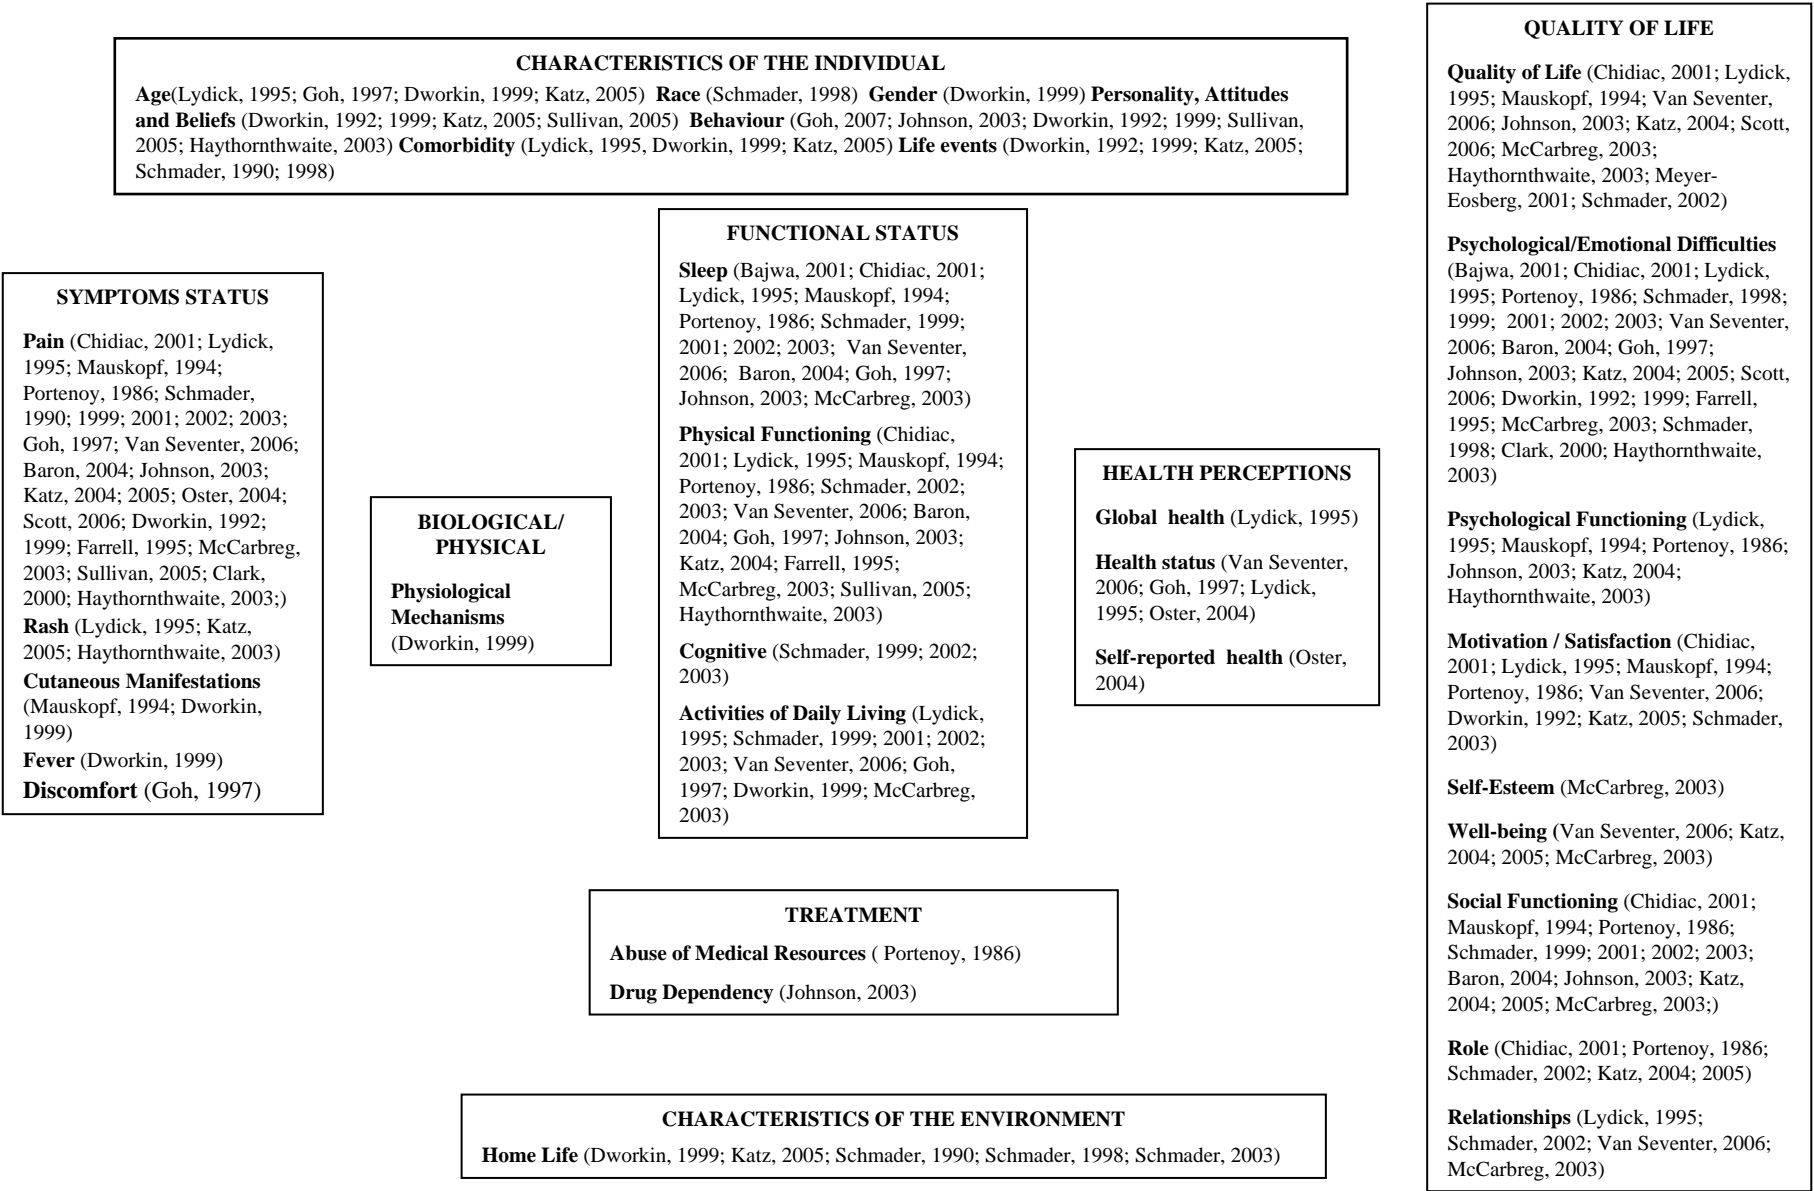 CHARACTERISTICS OF THE INDIVIDUAL
Age(Lydick, 1995; Goh, 1997; Dworkin, 1999; Katz, 2005) Race (Schmader, 1998) Gender (Dworkin, 1999) Personality, Attitudes
and Beliefs (Dworkin, 1992; 1999; Katz, 2005; Sullivan, 2005) Behaviour (Goh, 2007; Johnson, 2003; Dworkin, 1992; 1999; Sullivan,
2005; Haythornthwaite, 2003) Comorbidity (Lydick, 1995, Dworkin, 1999; Katz, 2005) Life events (Dworkin, 1992; 1999; Katz, 2005;
Schmader, 1990; 1998)
SYMPTOMS STATUS
Pain (Chidiac, 2001; Lydick,
1995; Mauskopf, 1994;
Portenoy, 1986; Schmader,
1990; 1999; 2001; 2002; 2003;
Goh, 1997; Van Seventer, 2006;
Baron, 2004; Johnson, 2003;
Katz, 2004; 2005; Oster, 2004;
Scott, 2006; Dworkin, 1992;
1999; Farrell, 1995; McCarbreg,
2003; Sullivan, 2005; Clark,
2000; Haythornthwaite, 2003;)
Rash (Lydick, 1995; Katz,
2005; Haythornthwaite, 2003)
Cutaneous Manifestations
(Mauskopf, 1994; Dworkin,
1999)
Fever (Dworkin, 1999)
Discomfort (Goh, 1997)
BIOLOGICAL/
PHYSICAL
Physiological
Mechanisms
(Dworkin, 1999)
FUNCTIONAL STATUS
Sleep (Bajwa, 2001; Chidiac, 2001;
Lydick, 1995; Mauskopf, 1994;
Portenoy, 1986; Schmader, 1999;
2001; 2002; 2003; Van Seventer,
2006; Baron, 2004; Goh, 1997;
Johnson, 2003; McCarbreg, 2003)
Physical Functioning (Chidiac,
2001; Lydick, 1995; Mauskopf, 1994;
Portenoy, 1986; Schmader, 2002;
2003; Van Seventer, 2006; Baron,
2004; Goh, 1997; Johnson, 2003;
Katz, 2004; Farrell, 1995;
McCarbreg, 2003; Sullivan, 2005;
Haythornthwaite, 2003)
Cognitive (Schmader, 1999; 2002;
2003)
Activities of Daily Living (Lydick,
1995; Schmader, 1999; 2001; 2002;
2003; Van Seventer, 2006; Goh,
1997; Dworkin, 1999; McCarbreg,
2003)
HEALTH PERCEPTIONS
Global health (Lydick, 1995)
Health status (Van Seventer,
2006; Goh, 1997; Lydick,
1995; Oster, 2004)
Self-reported health (Oster,
2004)
TREATMENT
Abuse of Medical Resources ( Portenoy, 1986)
Drug Dependency (Johnson, 2003)
CHARACTERISTICS OF THE ENVIRONMENT
Home Life (Dworkin, 1999; Katz, 2005; Schmader, 1990; Schmader, 1998; Schmader, 2003)
QUALITY OF LIFE
Quality of Life (Chidiac, 2001; Lydick,
1995; Mauskopf, 1994; Van Seventer,
2006; Johnson, 2003; Katz, 2004; Scott,
2006; McCarbreg, 2003;
Haythornthwaite, 2003; Meyer-
Eosberg, 2001; Schmader, 2002)
Psychological/Emotional Difficulties
(Bajwa, 2001; Chidiac, 2001; Lydick,
1995; Portenoy, 1986; Schmader, 1998;
1999; 2001; 2002; 2003; Van Seventer,
2006; Baron, 2004; Goh, 1997;
Johnson, 2003; Katz, 2004; 2005; Scott,
2006; Dworkin, 1992; 1999; Farrell,
1995; McCarbreg, 2003; Schmader,
1998; Clark, 2000; Haythornthwaite,
2003)
Psychological Functioning (Lydick,
1995; Mauskopf, 1994; Portenoy, 1986;
Johnson, 2003; Katz, 2004;
Haythornthwaite, 2003)
Motivation / Satisfaction (Chidiac,
2001; Lydick, 1995; Mauskopf, 1994;
Portenoy, 1986; Van Seventer, 2006;
Dworkin, 1992; Katz, 2005; Schmader,
2003)
Self-Esteem (McCarbreg, 2003)
Well-being (Van Seventer, 2006; Katz,
2004; 2005; McCarbreg, 2003)
Social Functioning (Chidiac, 2001;
Mauskopf, 1994; Portenoy, 1986;
Schmader, 1999; 2001; 2002; 2003;
Baron, 2004; Johnson, 2003; Katz,
2004; 2005; McCarbreg, 2003;)
Role (Chidiac, 2001; Portenoy, 1986;
Schmader, 2002; Katz, 2004; 2005)
Relationships (Lydick, 1995;
Schmader, 2002; Van Seventer, 2006;
McCarbreg, 2003)